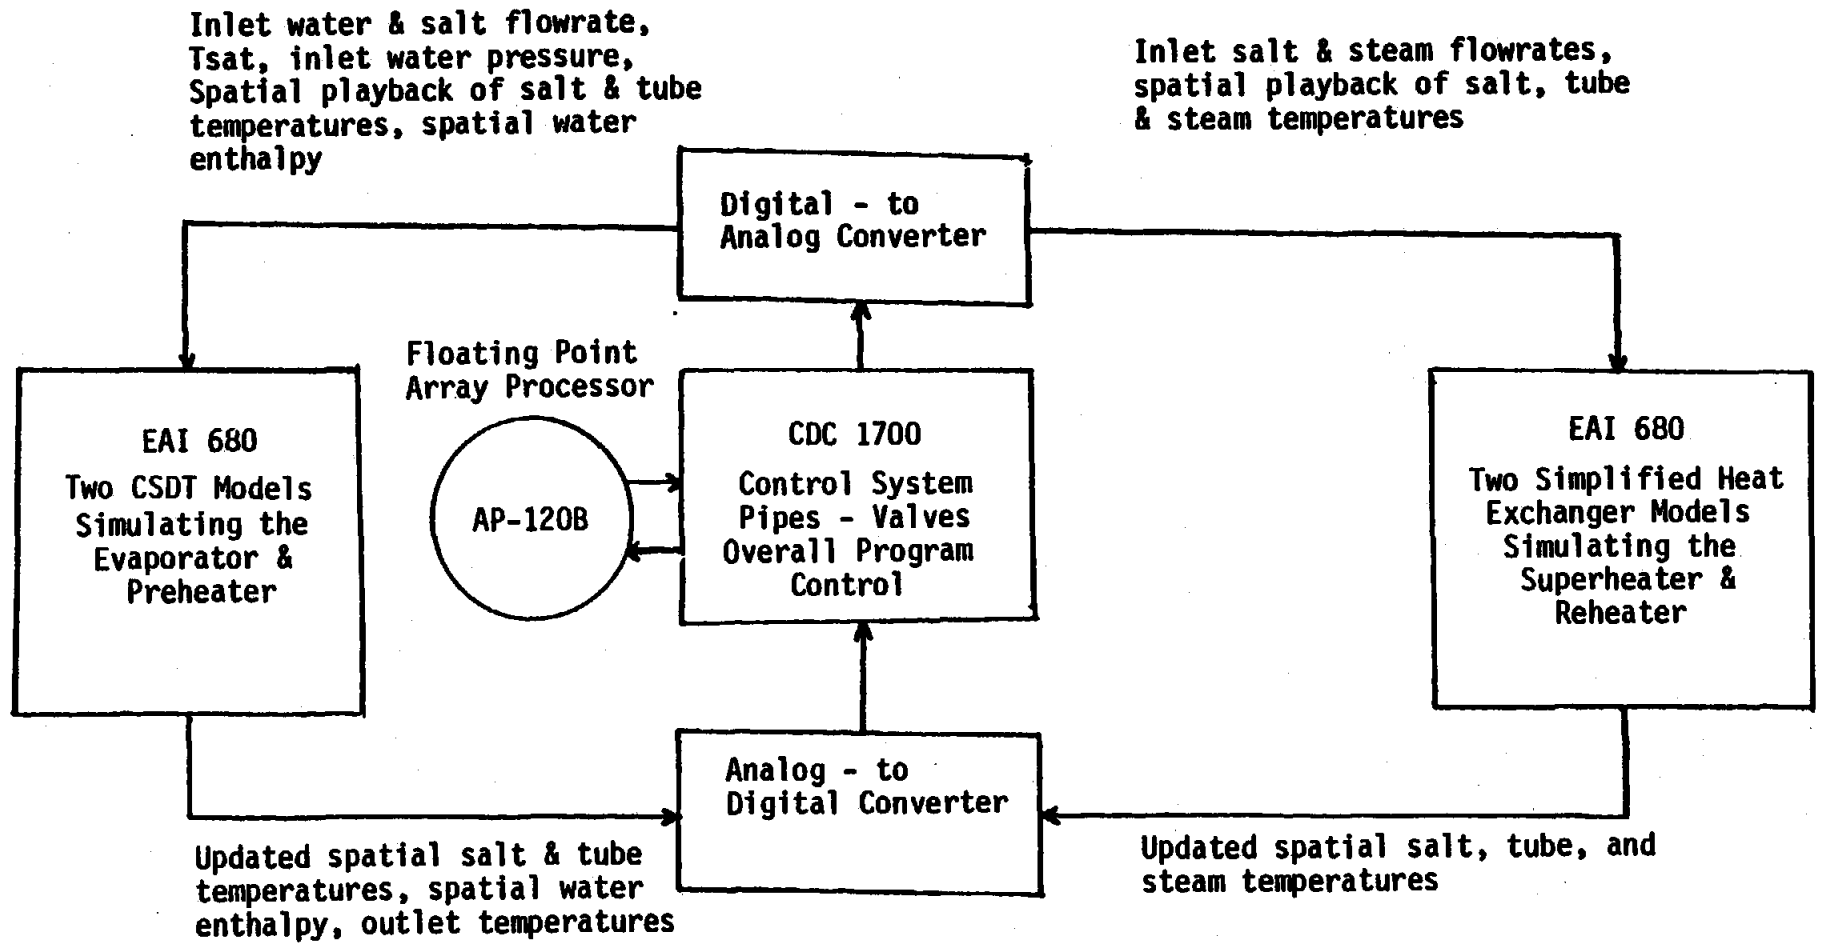 Inlet water & salt flowrate,
Tsat, inlet water pressure,
Spatial playback of salt & tube
temperatures, spatial water
enthalpy
Inlet salt & steam flowrates,
spatial playback of salt, tube
& steam temperatures
Digital - to
Analog Converter
Floating Point
Array Processor
EAI 680
Two CSDT Models
Simulating the
Evaporator &
Preheater
AP-120B
CDC 1700
Control System
Pipes - Valves
Overall Program
Control
EAI 680
Two Simplified Heat
Exchanger Models
Simulating the
Superheater &
Reheater
Analog - to
Digital Converter
Updated spatial salt & tube
temperatures, spatial water
enthalpy, outlet temperatures
Updated spatial salt, tube, and
steam temperatures